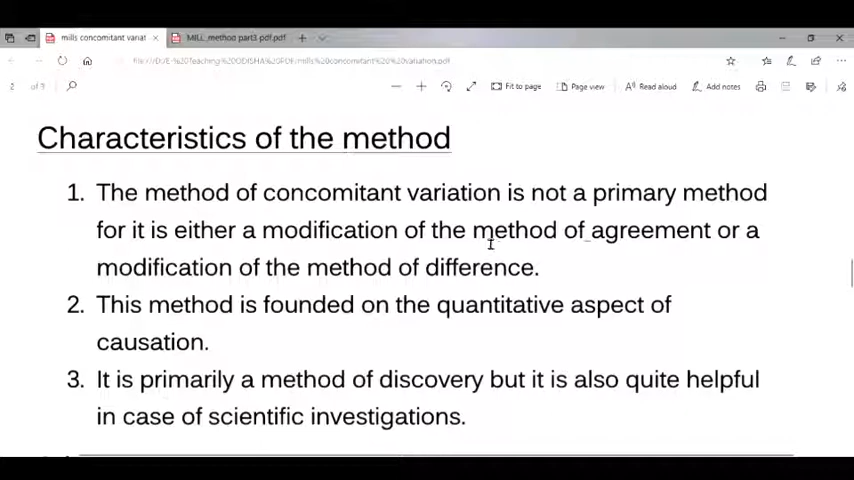 mills concomitant variat
MILL method part3 pdf.pdf
2 of 3
Fit to page
Page view
Read aloud
Add notes
Characteristics of the method
1. The method of concomitant variation is not a primary method
for it is either a modification of the method of agreement or a
modification of the method of difference.
2. This method is founded on the quantitative aspect of
causation.
3. It is primarily a method of discovery but it is also quite helpful
in case of scientific investigations.